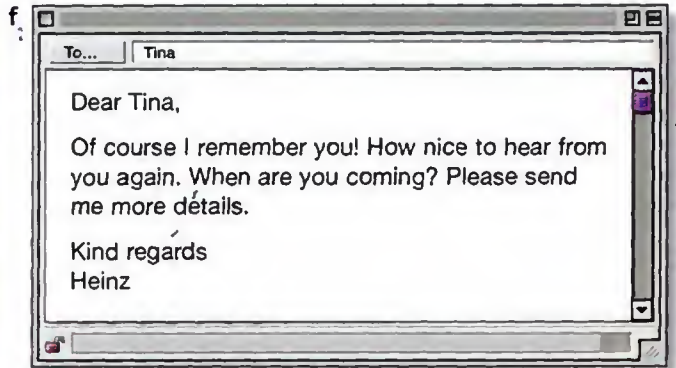 f
To... Tina
Dear Tina,
Of course I remember you! How nice to hear from
you again. When are you coming? Please send
me more details.
Kind regards
Heinz